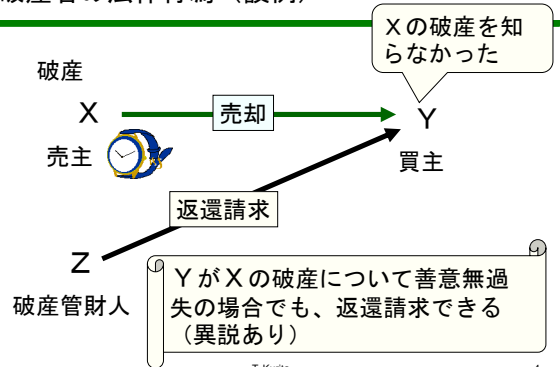 破産者の法律行為（設例）
Xの破産を知
らなかった
破産
X
売却
Y
売主
買主
返還請求
Z
破産管財人
YがXの破産について善意無過
失の場合でも、返還請求できる
（異説あり）